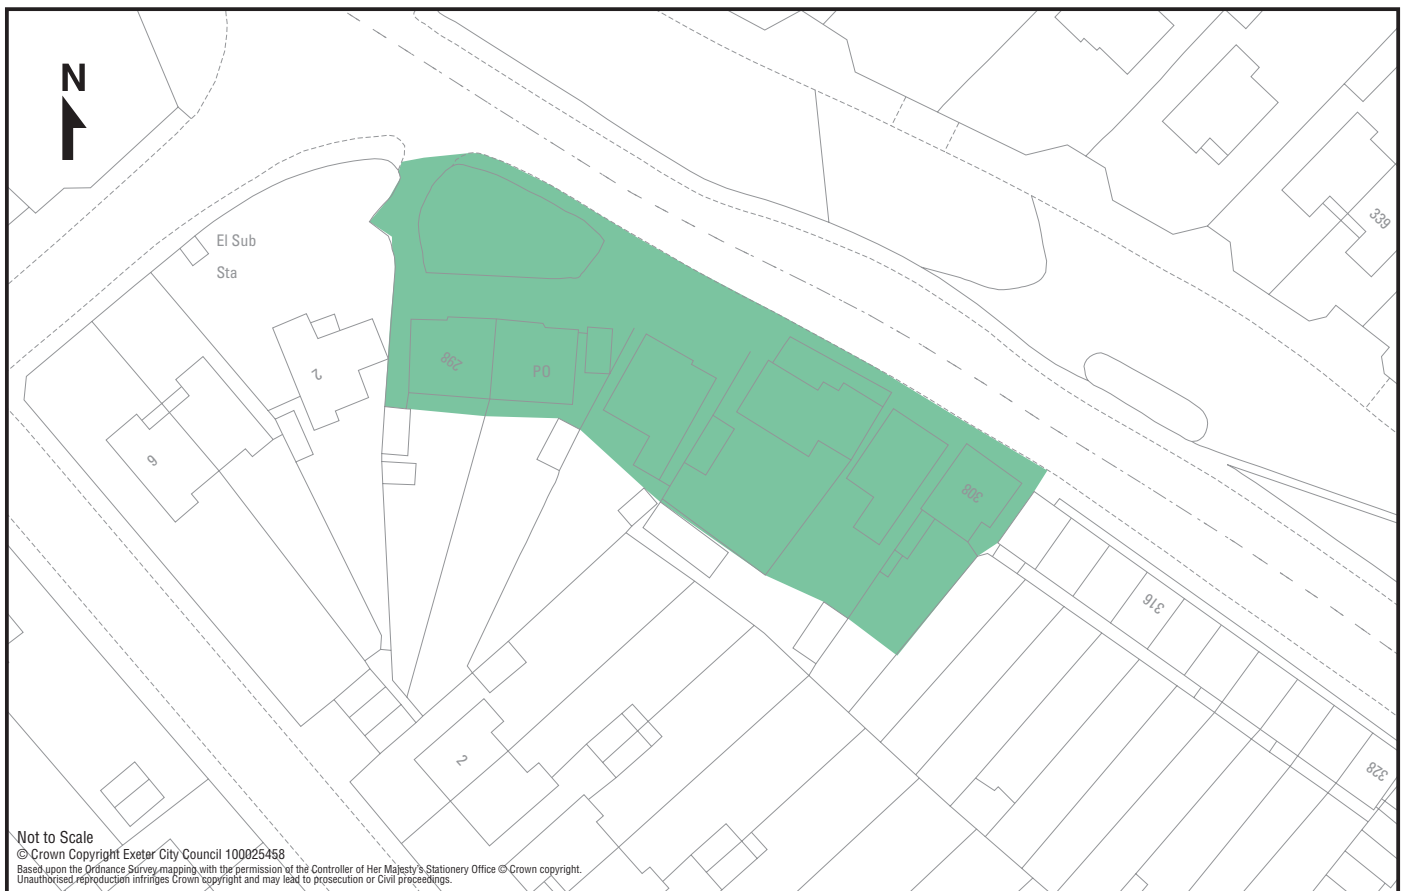 N
339
El Sub
Sta
298
PO
2
9
308
316
2
328
Not to Scale
© Crown Copyright Exeter City Council 100025458
Based upon the Ordnance Survey mapping with the permission of the Controller of Her Majesty's Stationery Office © Crown copyright.
Unauthorised reproduction infringes Crown copyright and may lead to prosecution or Civil proceedings.